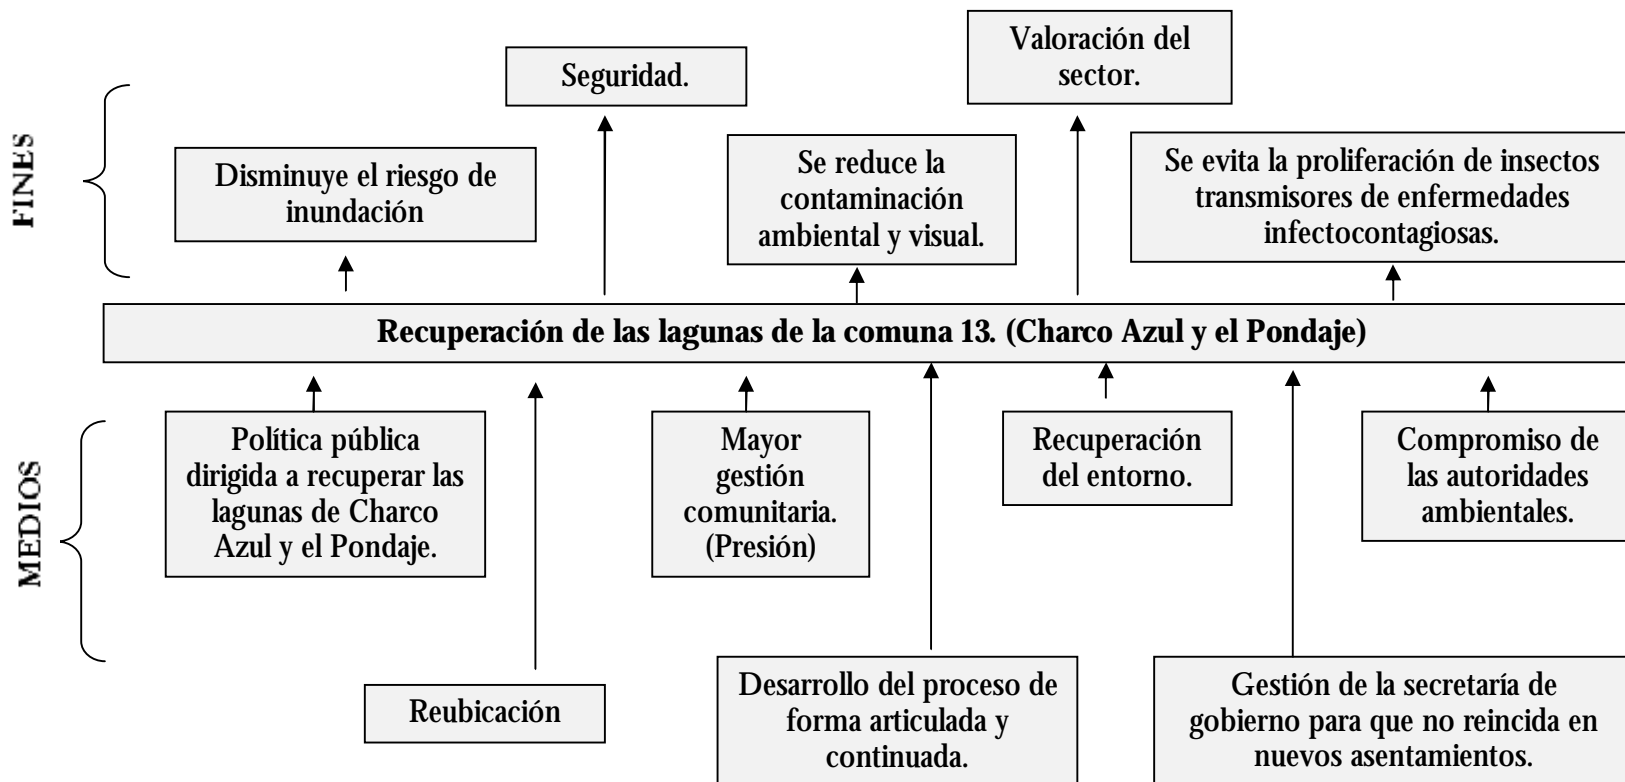 FINES
Seguridad.
Valoración del
sector.
Disminuye el riesgo de
inundación
Se reduce la
contaminación
ambiental y visual.
Se evita la proliferación de insectos
transmisores de enfermedades
infectocontagiosas.
Recuperación de las lagunas de la comuna 13. (Charco Azul y el Pondaje)
MEDIOS
Política pública
dirigida a recuperar las
lagunas de Charco
Azul y el Pondaje.
Mayor
gestión
comunitaria.
(Presión)
Recuperación
del entorno.
Compromiso de
las autoridades
ambientales.
Reubicación
Desarrollo del proceso de
forma articulada y
continuada.
Gestión de la secretaría de
gobierno para que no reincida en
nuevos asentamientos.